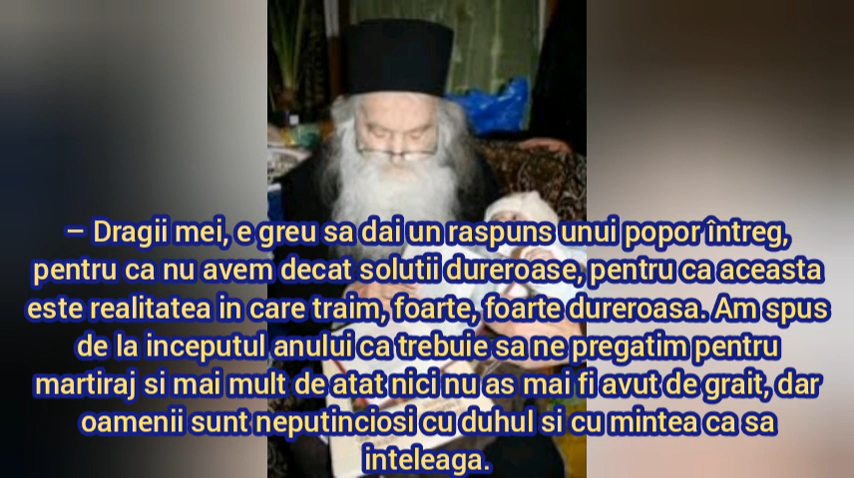 – Dragii mei, e greu sa dai un raspuns unui popor întreg,
pentru ca nu avem decat solutii dureroase, pentru ca aceasta
este realitatea in care traim, foarte, foarte dureroasa. Am spus
de la inceputul anului ca trebuie sa ne pregatim pentru
martiraj si mai mult de atat nici nu as mai fi avut de grait, dar
oamenii sunt neputinciosi cu duhul si cu mintea ca sa
inteleaga.